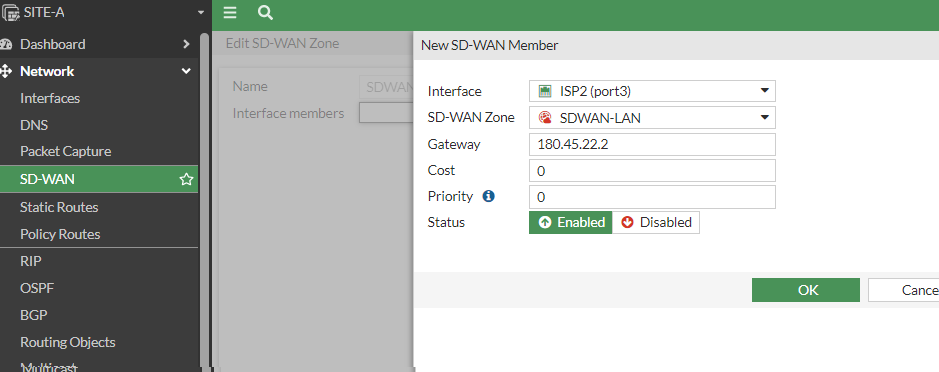 SITE-A
Dashboard
Network
Interfaces
DNS
Packet Capture
SD-WAN
Static Routes
Policy Routes
RIP
OSPF
BGP
Routing Objects
Multicast
Edit SD-WAN Zone
Name SDWAN
Interface members
New SD-WAN Member
Interface ISP2 (port3)
SD-WAN Zone SDWAN-LAN
Gateway 180.45.22.2
Cost 0
Priority 0
Status Enabled Disabled
OK Cance